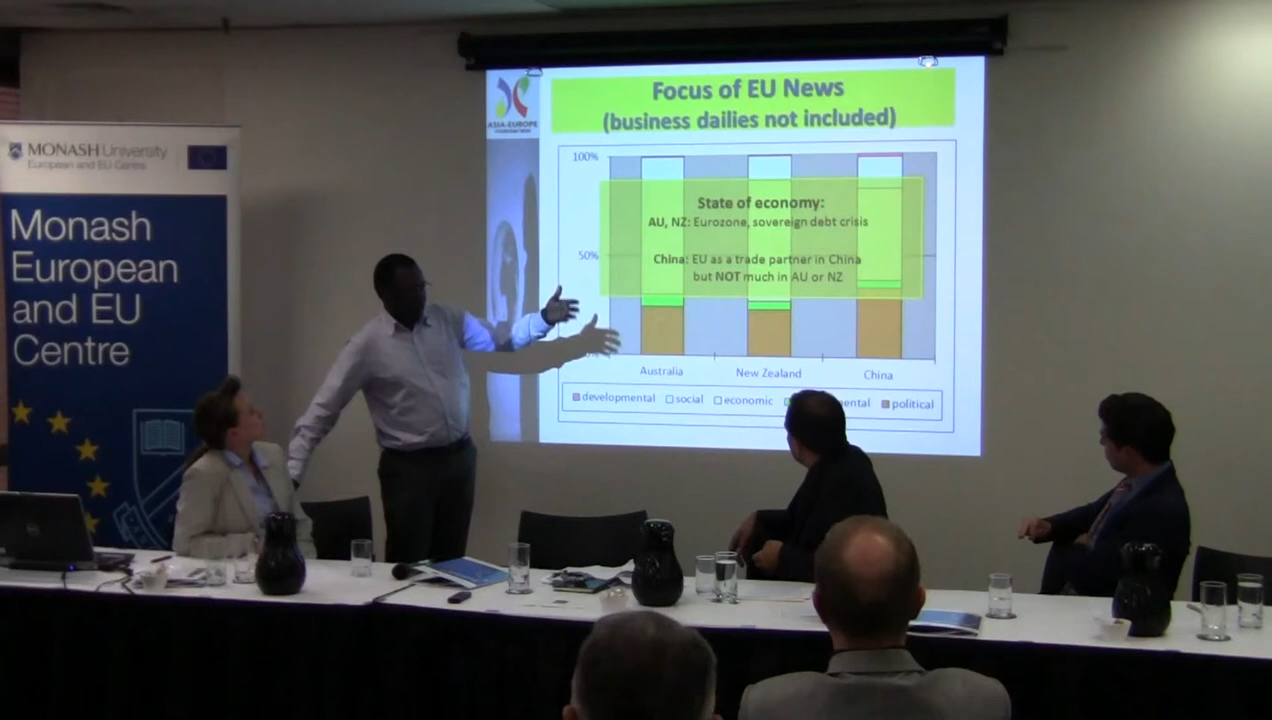 MONASH University
European and EU Centre
Monash
European
and EU
Centre
ASIA-EUROPE
Focus of EU News
(business dailies not included)
100%
50%
State of economy:
AU, NZ: Eurozone, sovereign debt crisis
China: EU as a trade partner in China
but NOT much in AU or NZ
Australia
New Zealand
China
developmental
social
economic
political